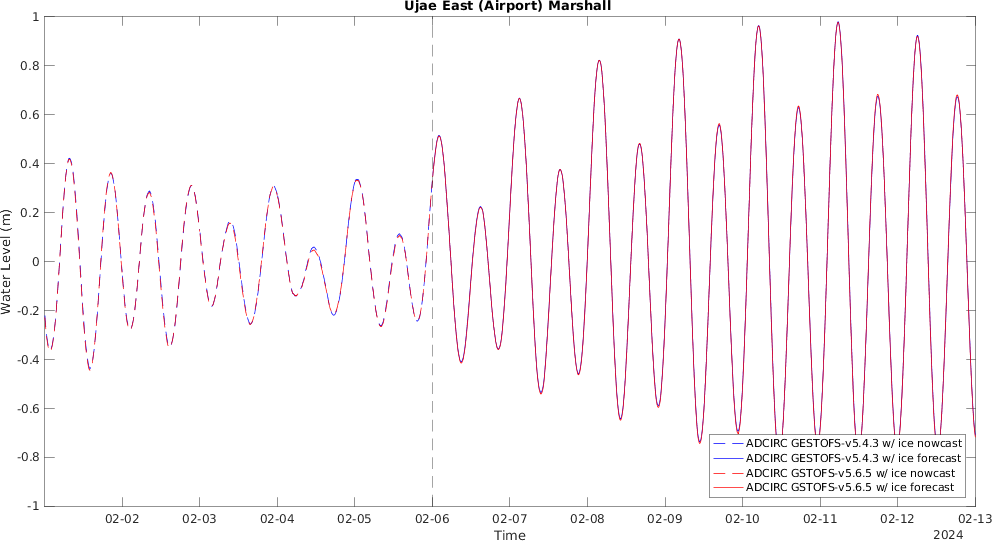 Ujae East (Airport) Marshall
1
0.8
0.6
0.4
0.2
0
-0.2
-0.4
-0.6
-0.8
-1
Water Level (m)
ADCIRC GESTOFS-v5.4.3 w/ ice nowcast
ADCIRC GESTOFS-v5.4.3 w/ ice forecast
ADCIRC GSTOFS-v5.6.5 w/ ice nowcast
ADCIRC GSTOFS-v5.6.5 w/ ice forecast
02-02 02-03 02-04 02-05 02-06 02-07 02-08 02-09 02-10 02-11 02-12 02-13
Time
2024